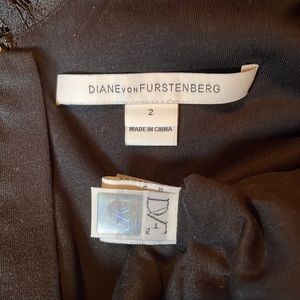 DIANE VON FURSTENBERG
2
MADE IN CHINA
DVF